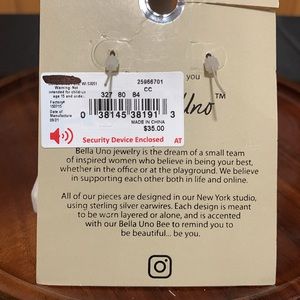 Warning: Not
intended for child use
age 15 and under.
Factory#
Date of
Manufacture
25966701
CC
327 80 84
0 38145 38191 3
MADE IN CHINA
$35.00
Security Device Enclosed AT
you
Uno™
Bella Uno jewelry is the dream of a small team
of inspired women who believe in being your best,
whether in the office or at the playground. We believe
in supporting each other both in life and online.
All of our pieces are designed in our New York studio,
using sterling silver earwires. Each design is meant
to be warn layered or alone, and is accented
with our Bella Uno Bee to remind you to
be beautiful... be you.